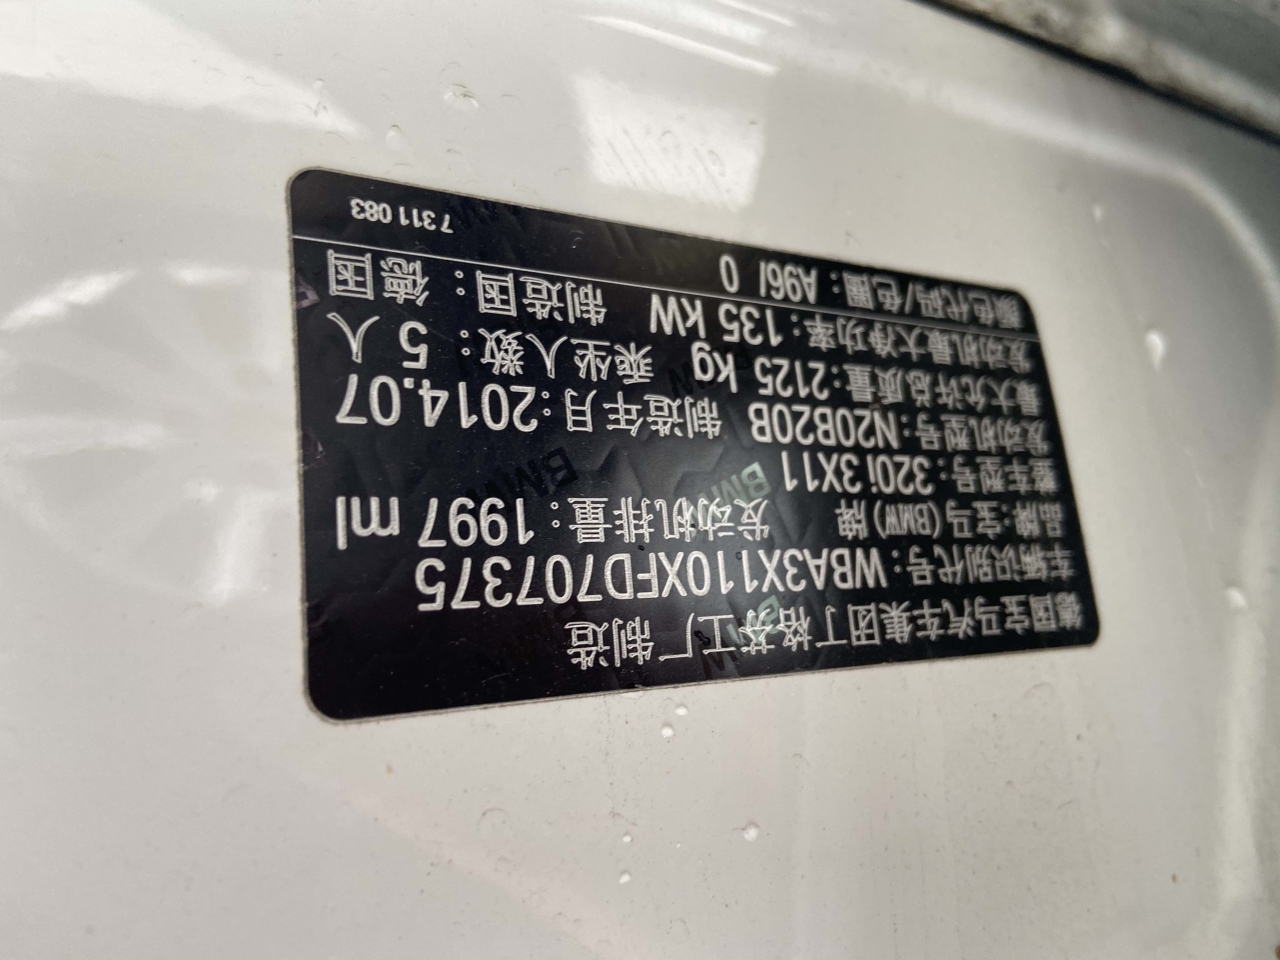 德国宝马汽车集团丁格芬工厂制造
车辆识别代号：WBA3X110XFD707375
品牌：宝马(BMW)牌 发动机排量：1997 ml
整车型号：320i 3X11
发动机型号：N20B20B 制造年月：2014.07
最大允许总质量：2125 kg 乘坐人数：5 人
发动机最大净功率：135 kW 制造国：德国
颜色代码/色圈：A96/ 0
7 311 083